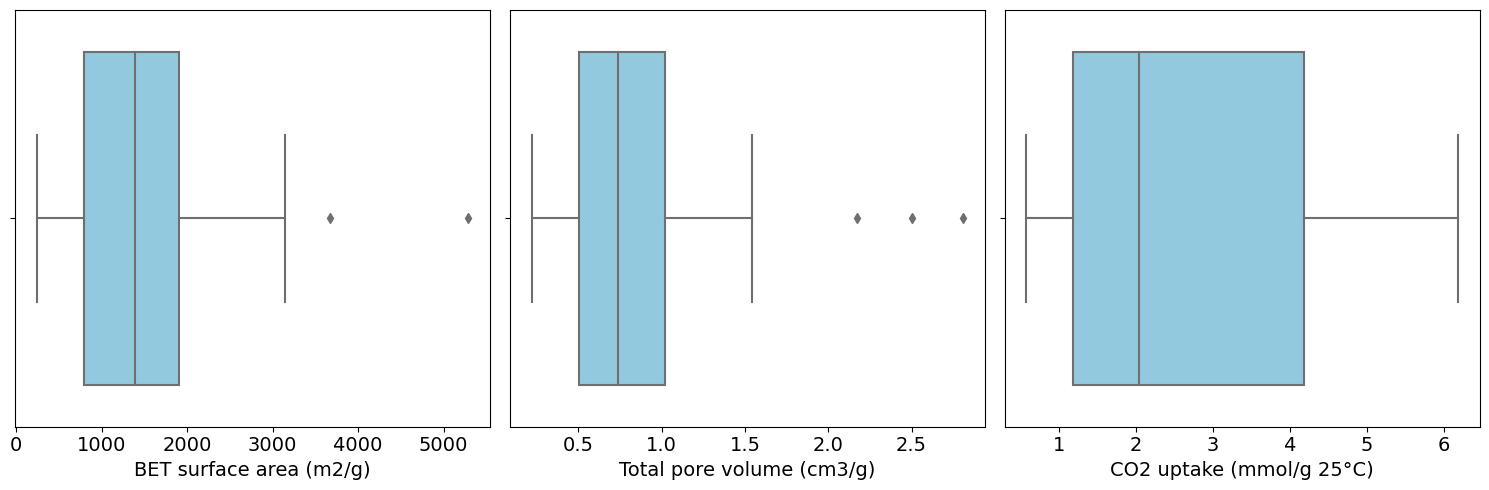 0 1000 2000 3000 4000 5000
BET surface area (m2/g)
0.5 1.0 1.5 2.0 2.5
Total pore volume (cm3/g)
1 2 3 4 5 6
CO2 uptake (mmol/g 25°C)